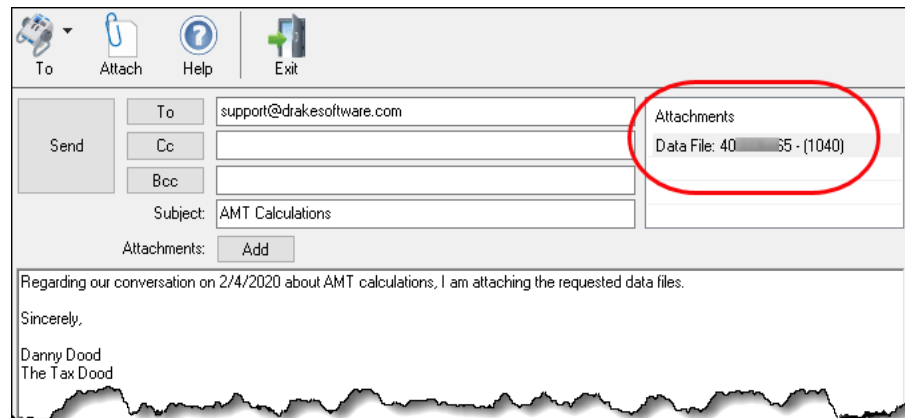 To Attach Help Exit
Send
To support@drakesoftware.com
Cc
Bcc
Subject: AMT Calculations
Attachments: Add
Attachments
Data File: 40 65 - (1040)
Regarding our conversation on 2/4/2020 about AMT calculations, I am attaching the requested data files.
Sincerely,
Danny Dood
The Tax Dood